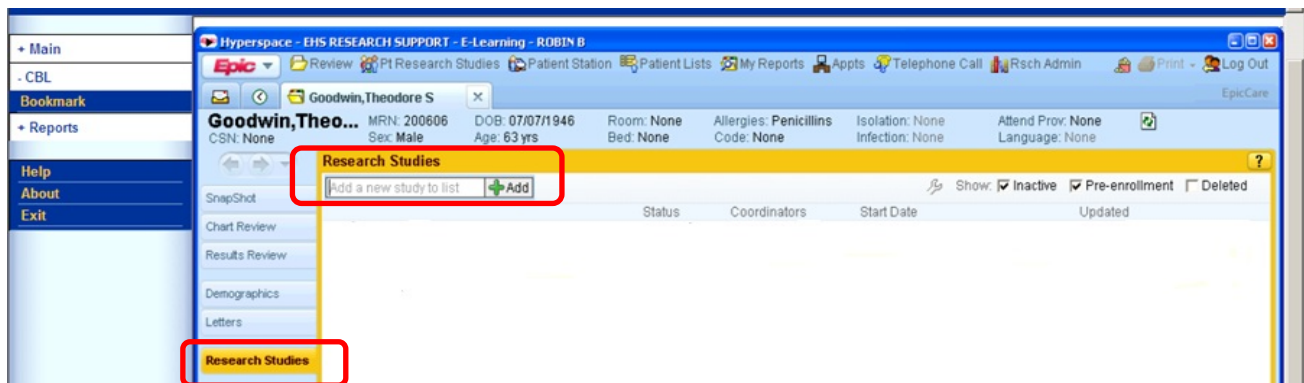 + Main
- CBL
Bookmark
+ Reports
Help
About
Exit
Hyperspace - EHS RESEARCH SUPPORT - E-Learning - ROBIN B
Epic Review Pt Research Studies Patient Station Patient Lists My Reports Appts Telephone Call Rsch Admin Print Log Out
Goodwin,Theodore S EpicCare
Goodwin,Theo... MRN: 200606 DOB: 07/07/1946 Room: None Allergies: Penicillins Isolation: None Attend Prov: None
CSN: None Sex: Male Age: 63 yrs Bed: None Code: None Infection: None Language: None
Research Studies ?
Add a new study to list Add Show: Inactive Pre-enrollment Deleted
Status Coordinators Start Date Updated
SnapShot
Chart Review
Results Review
Demographics
Letters
Research Studies